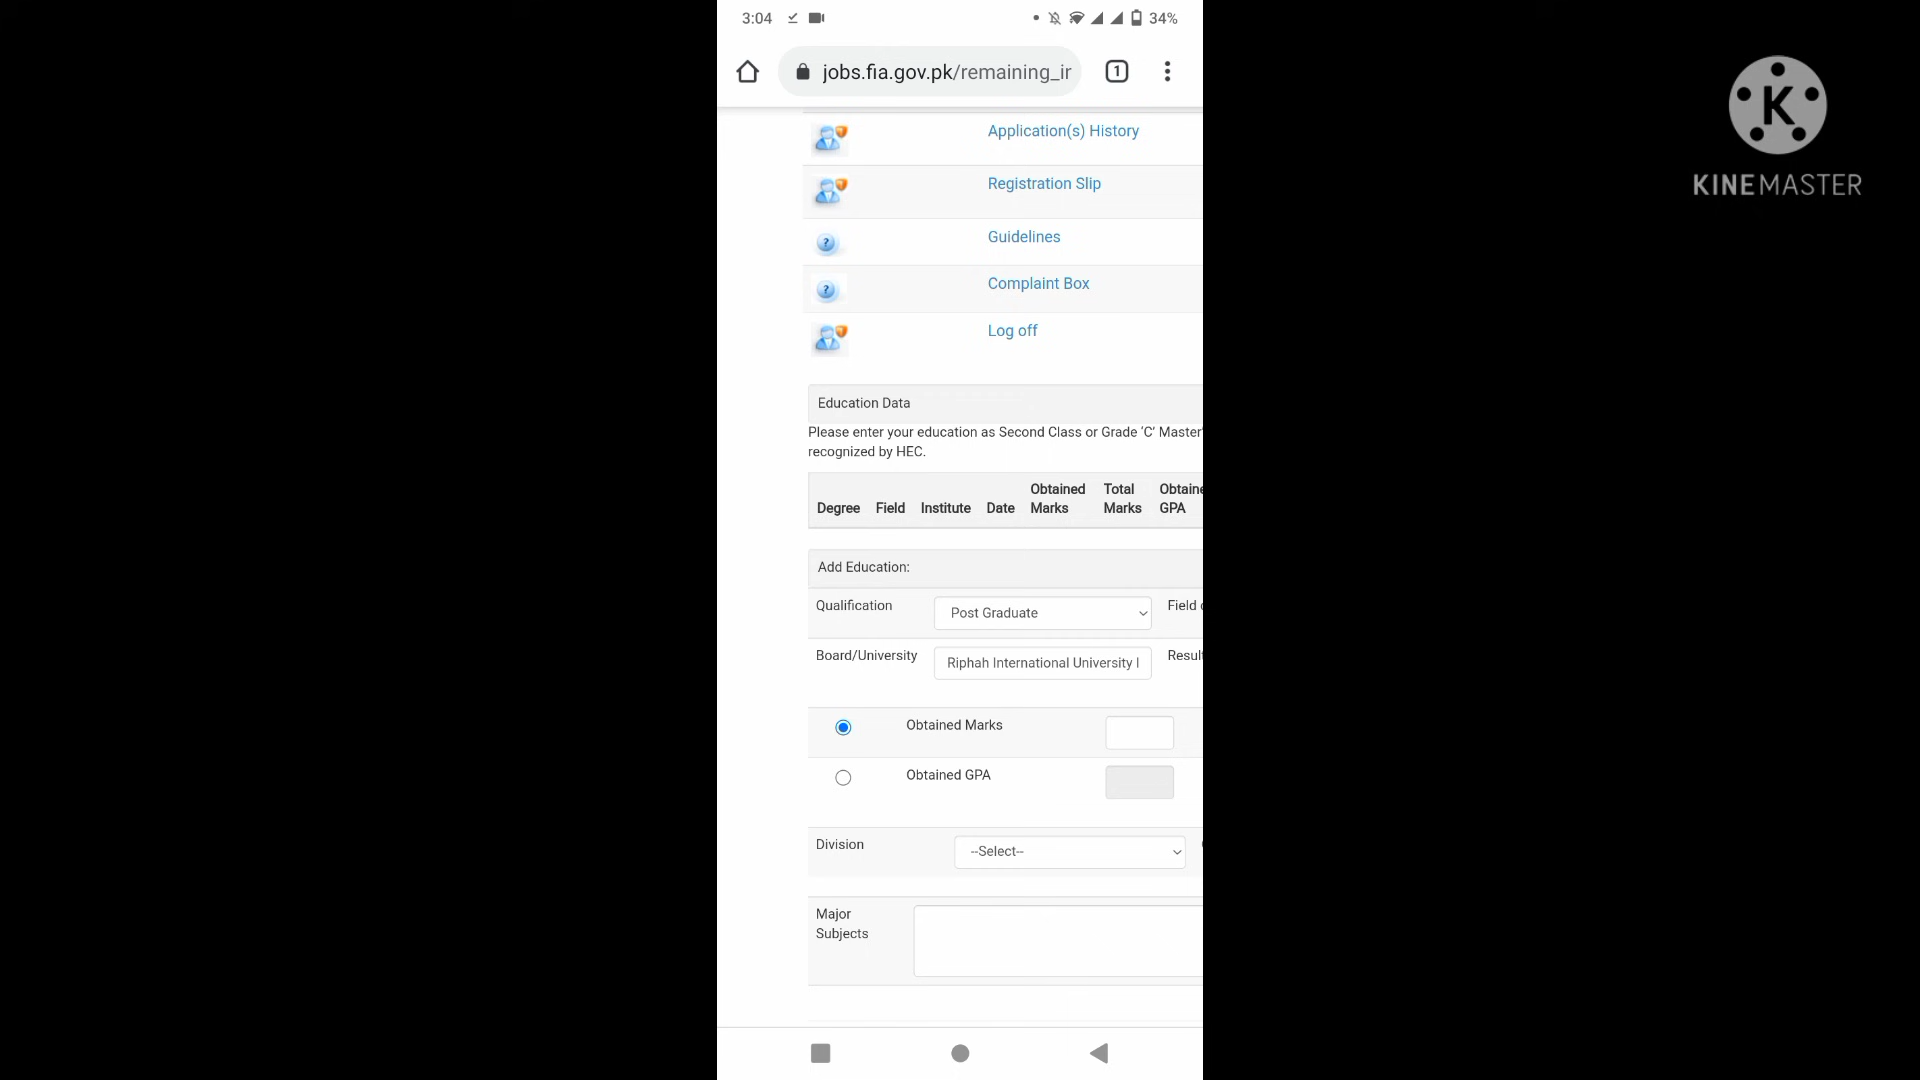 3:04
34%
jobs.fia.gov.pk/remaining_ir
1
K
KINEMASTER
Application(s) History
Registration Slip
Guidelines
Complaint Box
Log off
Education Data
Please enter your education as Second Class or Grade ‘C’ Master'
recognized by HEC.
Degree Field Institute Date Obtained Marks Total Marks Obtaine GPA
Add Education:
Qualification Post Graduate Field
Board/University Riphah International University I Result
Obtained Marks
Obtained GPA
Division --Select--
Major
Subjects